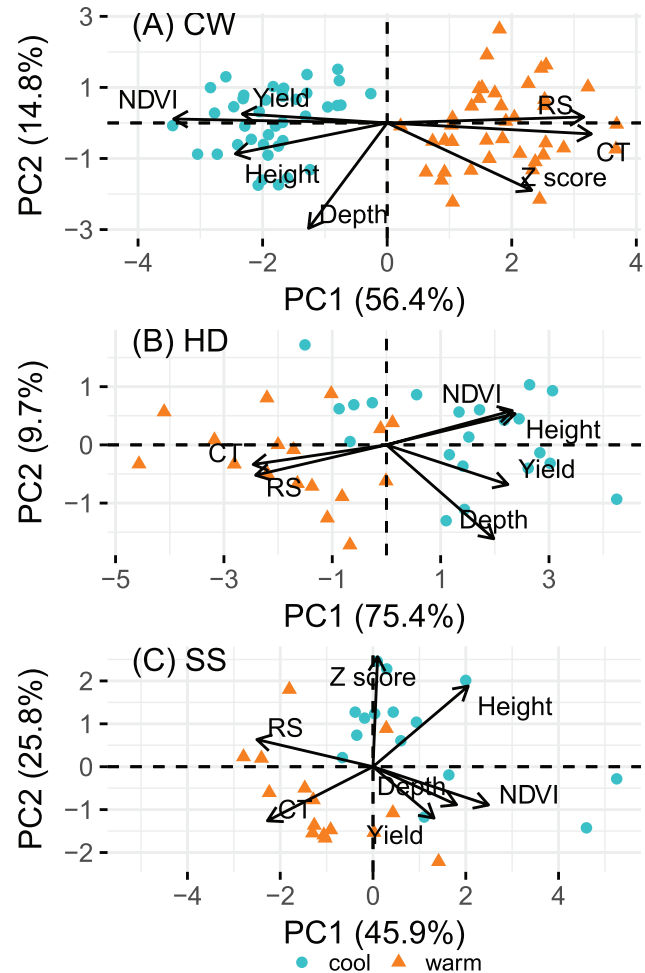 (A) CW
3
1
−1
−3
PC2 (14.8%)
NDVI
Yield
RS
CT
Height
Z score
Depth
−4
−2
0
2
4
PC1 (56.4%)
(B) HD
1
0
−1
PC2 (9.7%)
NDVI
Height
CT
RS
Yield
Depth
−5
−3
−1
1
3
PC1 (75.4%)
(C) SS
2
1
0
−1
−2
PC2 (25.8%)
Z score
Height
RS
Depth
NDVI
CT
Yield
−2
0
2
4
PC1 (45.9%)
cool warm